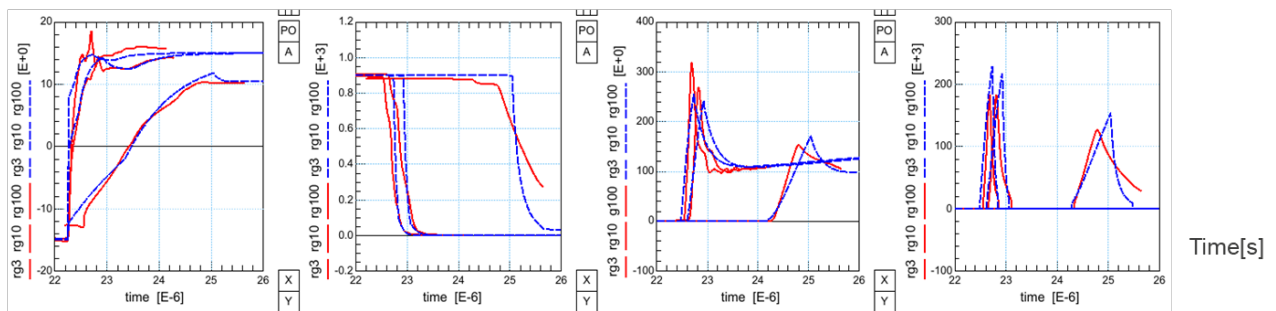 20
10
0
-10
-20
22 23 24 25 26
time [E-6]
[E+0]
rg3 rg10 rg100 rg3 rg10 rg100
PO
A
X
Y
1.2
1.0
0.8
0.6
0.4
0.2
0.0
-0.2
22 23 24 25 26
time [E-6]
[E+3]
rg3 rg10 rg100 rg3 rg10 rg100
PO
A
X
Y
400
300
200
100
0
-100
22 23 24 25 26
time [E-6]
[E+0]
rg3 rg10 rg100 rg3 rg10 rg100
PO
A
X
Y
300
200
100
0
-100
22 23 24 25 26
time [E-6]
[E+3]
rg3 rg10 rg100 rg3 rg10 rg100
Time[s]